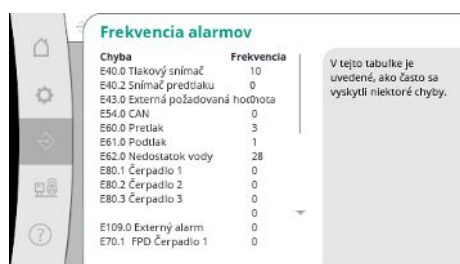 Frekvencia alarmov
Chyba Frekvencia
E40.0 Tlakový snímač 10
E40.2 Snímač predtlaku 0
E43.0 Externá požadovaná hodnota 0
E54.0 CAN 0
E60.0 Pretlak 3
E61.0 Podtlak 1
E62.0 Nedostatok vody 28
E80.1 Čerpadlo 1 0
E80.2 Čerpadlo 2 0
E80.3 Čerpadlo 3 0
0
E109.0 Externý alarm 0
E70.1 FPD Čerpadlo 1 0
V tejto tabulke je
uvedené, ako často sa
vyskytli niektoré chyby.